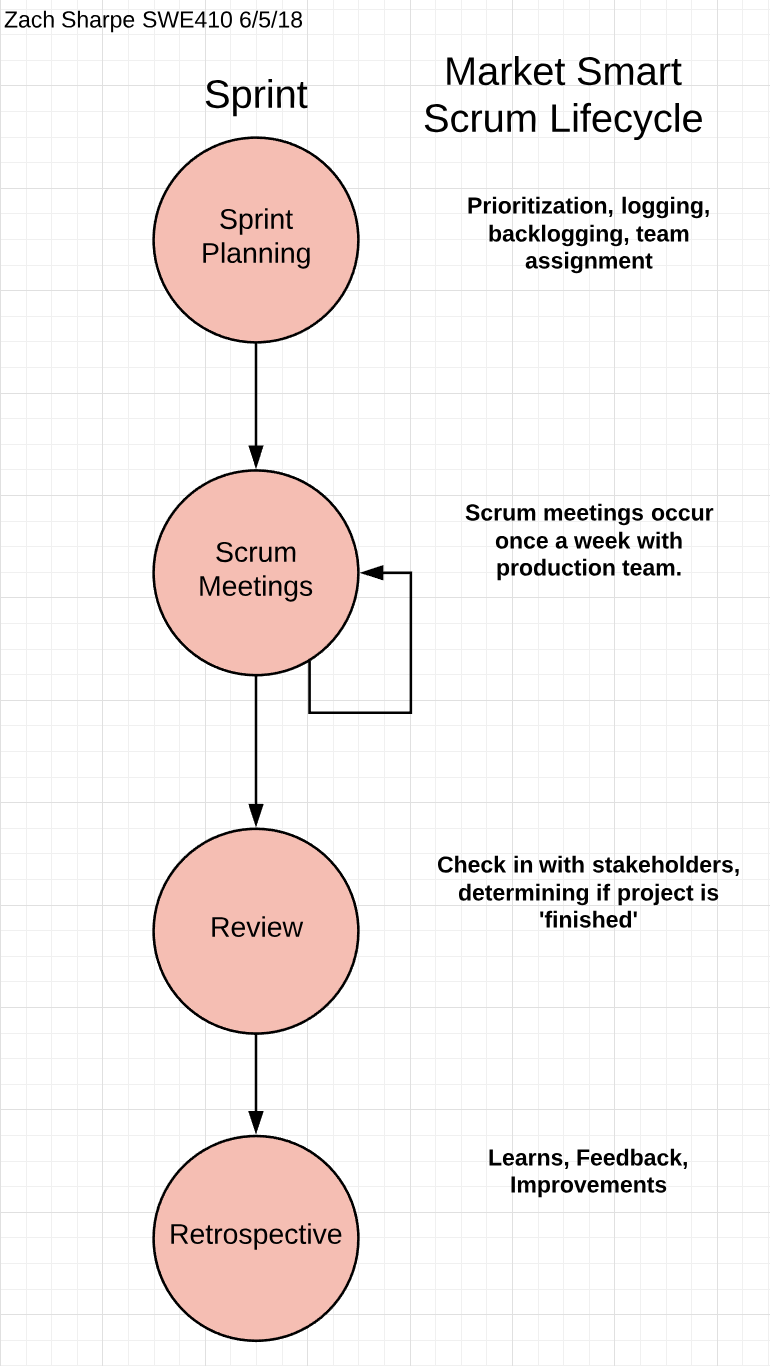 Zach Sharpe SWE410 6/5/18
Market Smart
Scrum Lifecycle
Sprint
Sprint
Planning
Prioritization, logging,
backlogging, team
assignment
Scrum
Meetings
Scrum meetings occur
once a week with
production team.
Review
Check in with stakeholders,
determining if project is
'finished'
Retrospective
Learns, Feedback,
Improvements